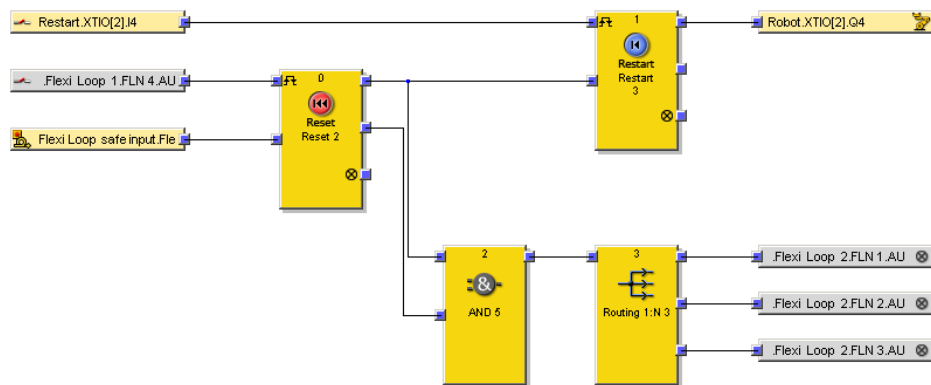 Restart.XTIO[2].I4
1
Restart
Restart
3
Robot.XTIO[2].Q4
.Flexi Loop 1.FLN 4.AU
0
Reset
Reset 2
Flexi Loop safe input.Fle
2
&
AND 5
3
Routing 1:N 3
.Flexi Loop 2.FLN 1.AU
.Flexi Loop 2.FLN 2.AU
.Flexi Loop 2.FLN 3.AU